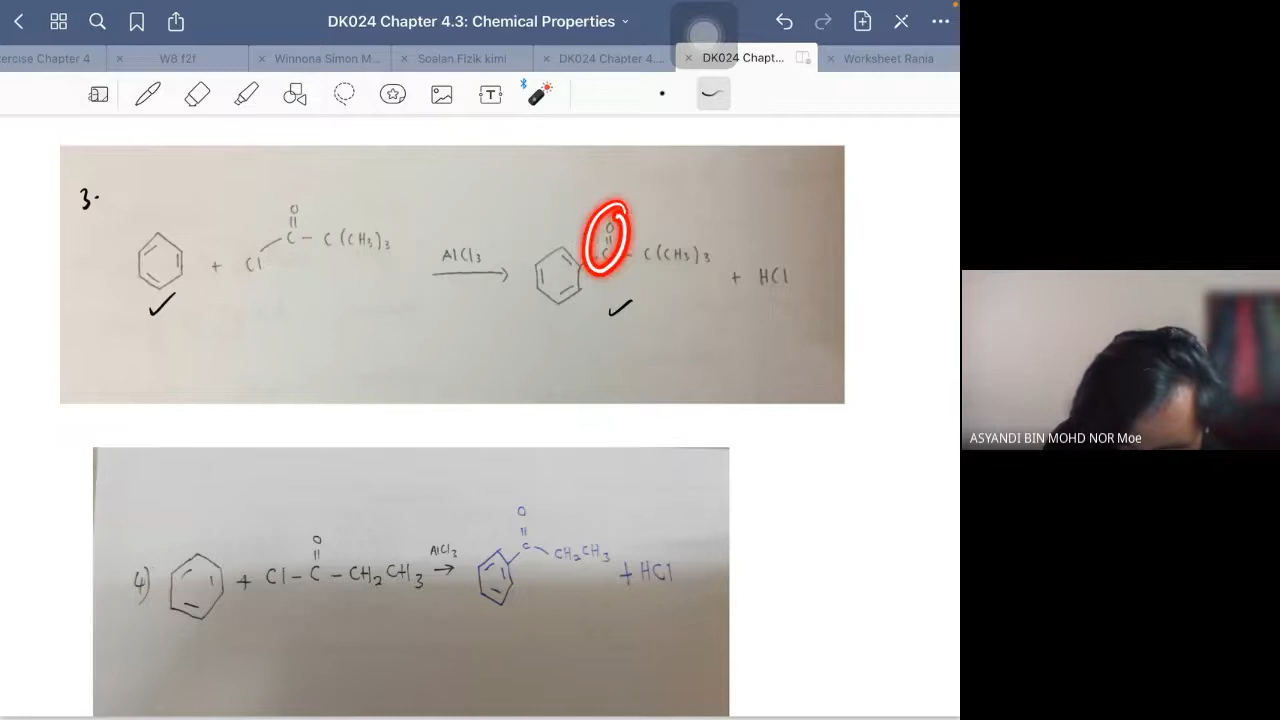 DK024 Chapter 4.3: Chemical Properties
ercise Chapter 4
W8 f2f
Winnona Simon M...
Soalan Fizik kimi
DK024 Chapter 4....
DK024 Chapt...
Worksheet Rania
3.
O
O
C - C(CH3)3
AlCl3
C
C(CH3)3
+ Cl
+ HCl
ASYANDI BIN MOHD NOR Moe
O
O
AlCl3
C
CH2CH3
4) + Cl - C - CH2CH3 → + HCl